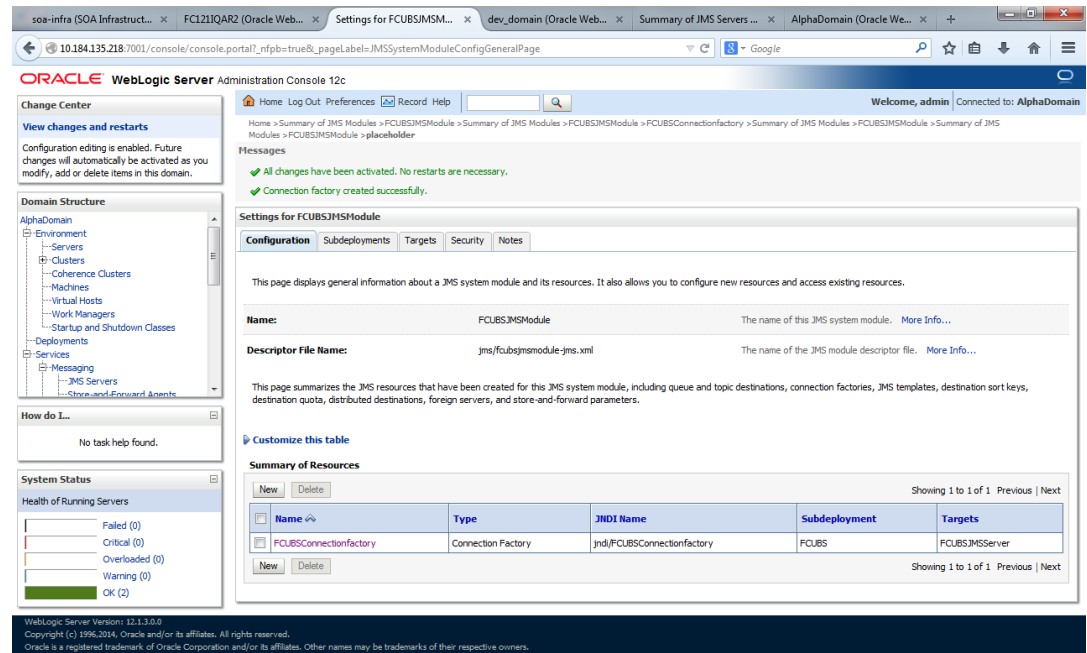 soa-infra (SOA Infrastruct... × FC121IQAR2 (Oracle Web... × Settings for FCUBSJMSM... × dev_domain (Oracle Web... × Summary of JMS Servers ... × AlphaDomain (Oracle We... × +
10.184.135.218:7001/console/console.portal?_nfpb=true&_pageLabel=JMSSystemModuleConfigGeneralPage
Google
ORACLE WebLogic Server Administration Console 12c
Change Center
View changes and restarts
Configuration editing is enabled. Future
changes will automatically be activated as you
modify, add or delete items in this domain.
Domain Structure
AlphaDomain
Environment
Servers
Clusters
Coherence Clusters
Machines
Virtual Hosts
Work Managers
Startup and Shutdown Classes
Deployments
Services
Messaging
JMS Servers
Store-and-Forward Agents
How do I...
No task help found.
System Status
Health of Running Servers
Failed (0)
Critical (0)
Overloaded (0)
Warning (0)
OK (2)
Home Log Out Preferences Record Help
Welcome, admin Connected to: AlphaDomain
Home >Summary of JMS Modules >FCUBSJMSModule >Summary of JMS Modules >FCUBSJMSModule >FCUBSConnectionfactory >Summary of JMS Modules >FCUBSJMSModule >Summary of JMS
Modules >FCUBSJMSModule >placeholder
Messages
All changes have been activated. No restarts are necessary.
Connection factory created successfully.
Settings for FCUBSJMSModule
Configuration Subdeployments Targets Security Notes
This page displays general information about a JMS system module and its resources. It also allows you to configure new resources and access existing resources.
Name: FCUBSJMSModule The name of this JMS system module. More Info...
Descriptor File Name: jms/fcubsjmsmodule-jms.xml The name of the JMS module descriptor file. More Info...
This page summarizes the JMS resources that have been created for this JMS system module, including queue and topic destinations, connection factories, JMS templates, destination sort keys,
destination quota, distributed destinations, foreign servers, and store-and-forward parameters.
Customize this table
Summary of Resources
New Delete Showing 1 to 1 of 1 Previous | Next
Name Type JNDI Name Subdeployment Targets
FCUBSConnectionfactory Connection Factory jndi/FCUBSConnectionfactory FCUBS FCUBSJMSServer
New Delete Showing 1 to 1 of 1 Previous | Next
WebLogic Server Version: 12.1.3.0.0
Copyright (c) 1996,2014, Oracle and/or its affiliates. All rights reserved.
Oracle is a registered trademark of Oracle Corporation and/or its affiliates. Other names may be trademarks of their respective owners.